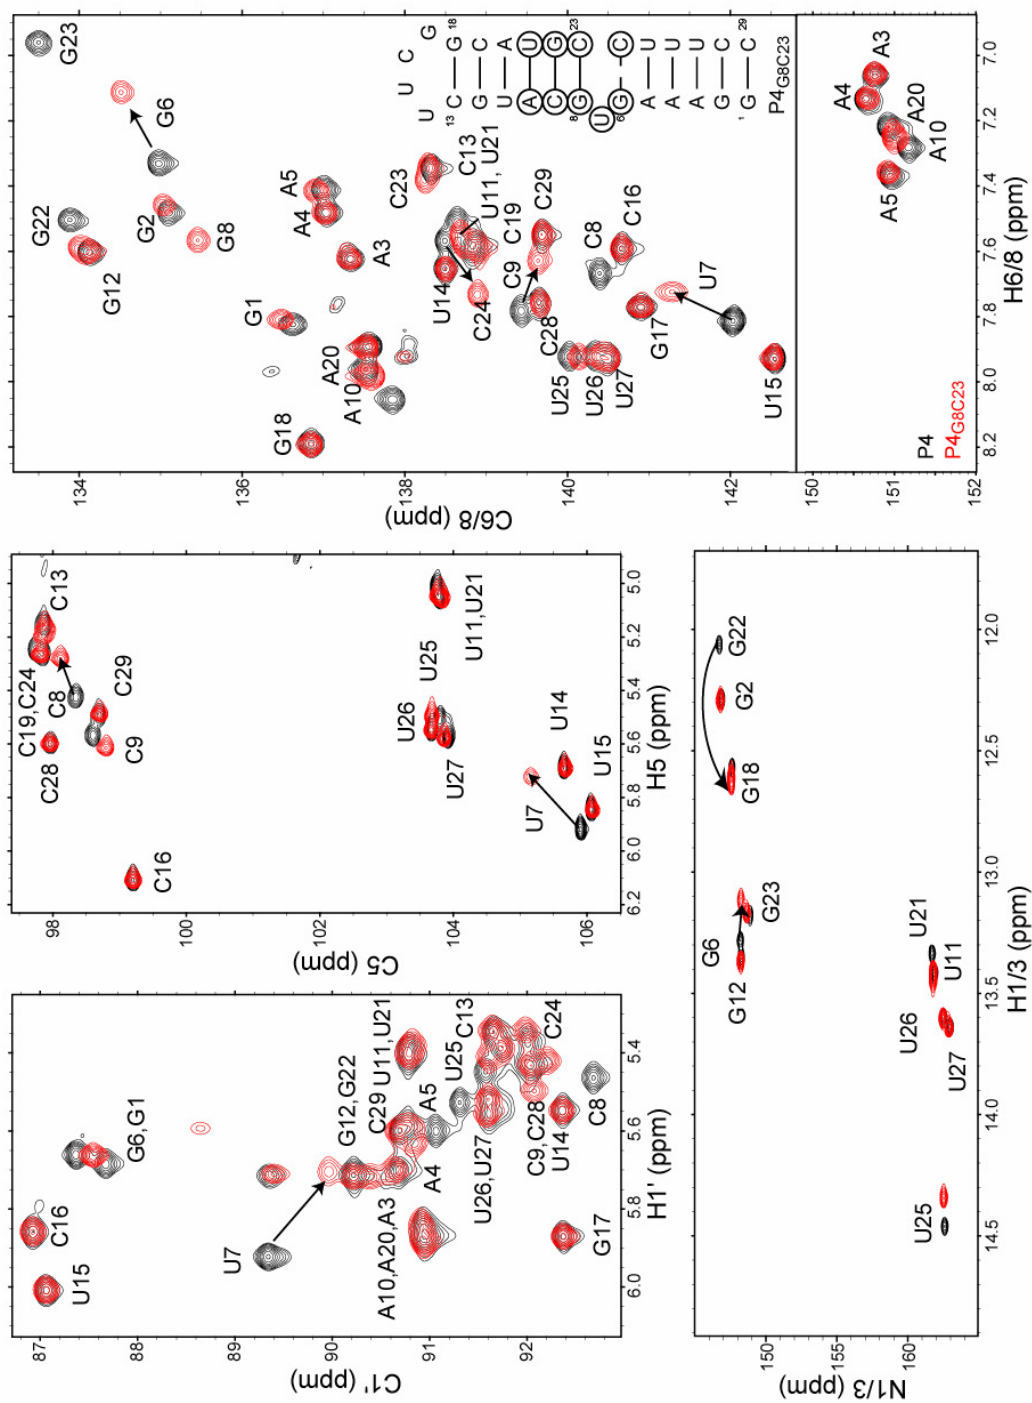 C16
U15
G6, G1
U7
G12, G22
C29
U11, U21
A5
A4
A10, A20, A3
U25
C13
U26, U27
C9, C28
C24
U14
C8
G17
87
89
90
91
92
C1' (ppm)
5.4
5.6
5.8
6.0
H1' (ppm)
C13
C19, C24
C8
C28
C29
C9
C16
U11, U21
U25
U26
U27
U14
U7
U15
98
100
102
104
106
C5 (ppm)
5.0
5.2
5.4
5.6
5.8
6.0
6.2
H5 (ppm)
G23
G6
G22
G2
G12
G8
A5
A4
G1
A3
A20
A10
G18
C23
C13
U11, U21
U14
C24
C19
C29
C9
C8
C16
C28
U25
U26
U27
G17
U7
U15
134
136
138
140
142
C6/8 (ppm)
U U C G
U
13 C G 18
G C
U A
A U
C G
8 G C 23
U
6 G C
A U
A U
A U
G C
1 G C 29
P4G8C23
A3
A4
A20
A10
A5
P4
P4G8C23
150
151
152
7.0
7.2
7.4
7.6
7.8
8.0
8.2
H6/8 (ppm)
G22
G2
G18
G6
G23
G12
U21
U11
U26
U27
U25
150
160
N1/3 (ppm)
12.0
12.5
13.0
13.5
14.0
14.5
H1/3 (ppm)